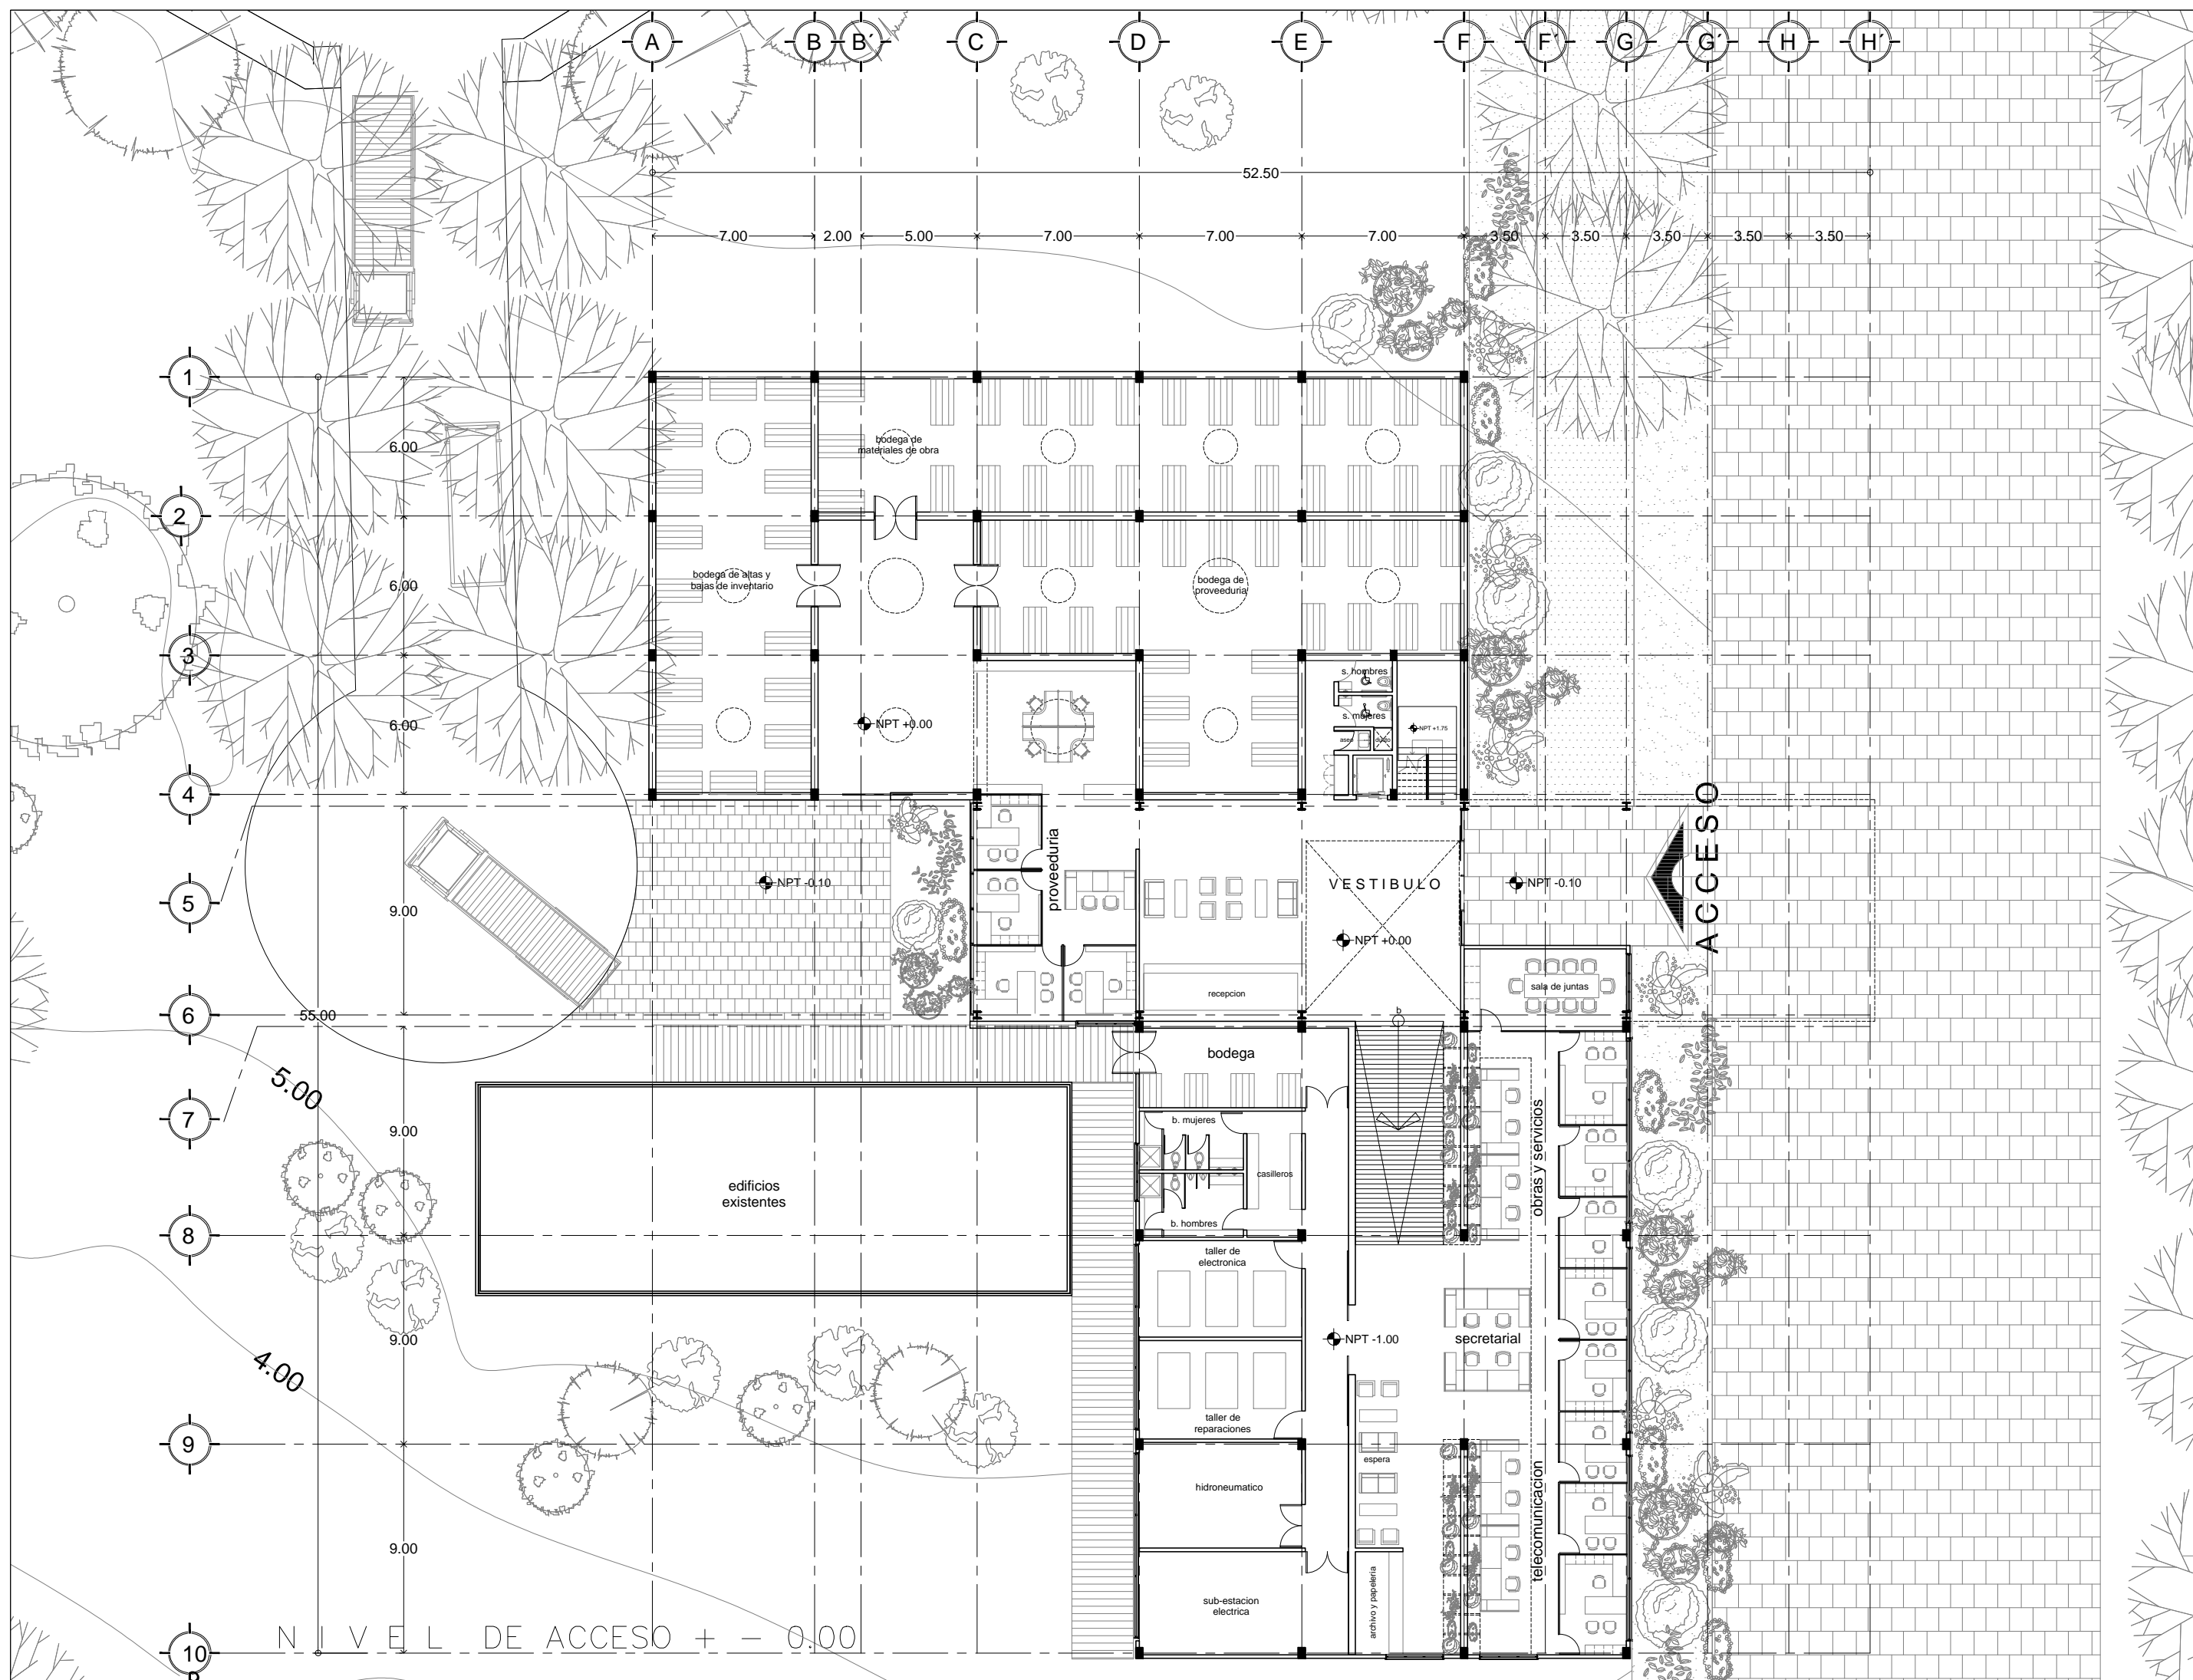 A B B´ C D E F F´ G G´ H H´
52.50
7.00 2.00 5.00 7.00 7.00 7.00 3.50 3.50 3.50 3.50 3.50
1
6.00
bodega de
materiales de obra
2
6.00
bodega de altas y
bajas de inventario
bodega de
proveeduria
3
s. hombres
6.00
NPT +0.00
s. mujeres
NPT +1.75
aseo
ducto
4
s
ACCESO
proveeduria
5
9.00
NPT -0.10
VESTIBULO
NPT -0.10
NPT +0.00
sala de juntas
recepcion
6
55.00
b
bodega
5.00
7
9.00
b. mujeres
obras y servicios
casilleros
edificios
existentes
b. hombres
8
taller de
electronica
9.00
NPT -1.00
secretarial
4.00
taller de
reparaciones
9
espera
hidroneumatico
telecomunicacion
9.00
sub-estacion
electrica
archivo y papeleria
NIVEL DE ACCESO + - 0.00
10